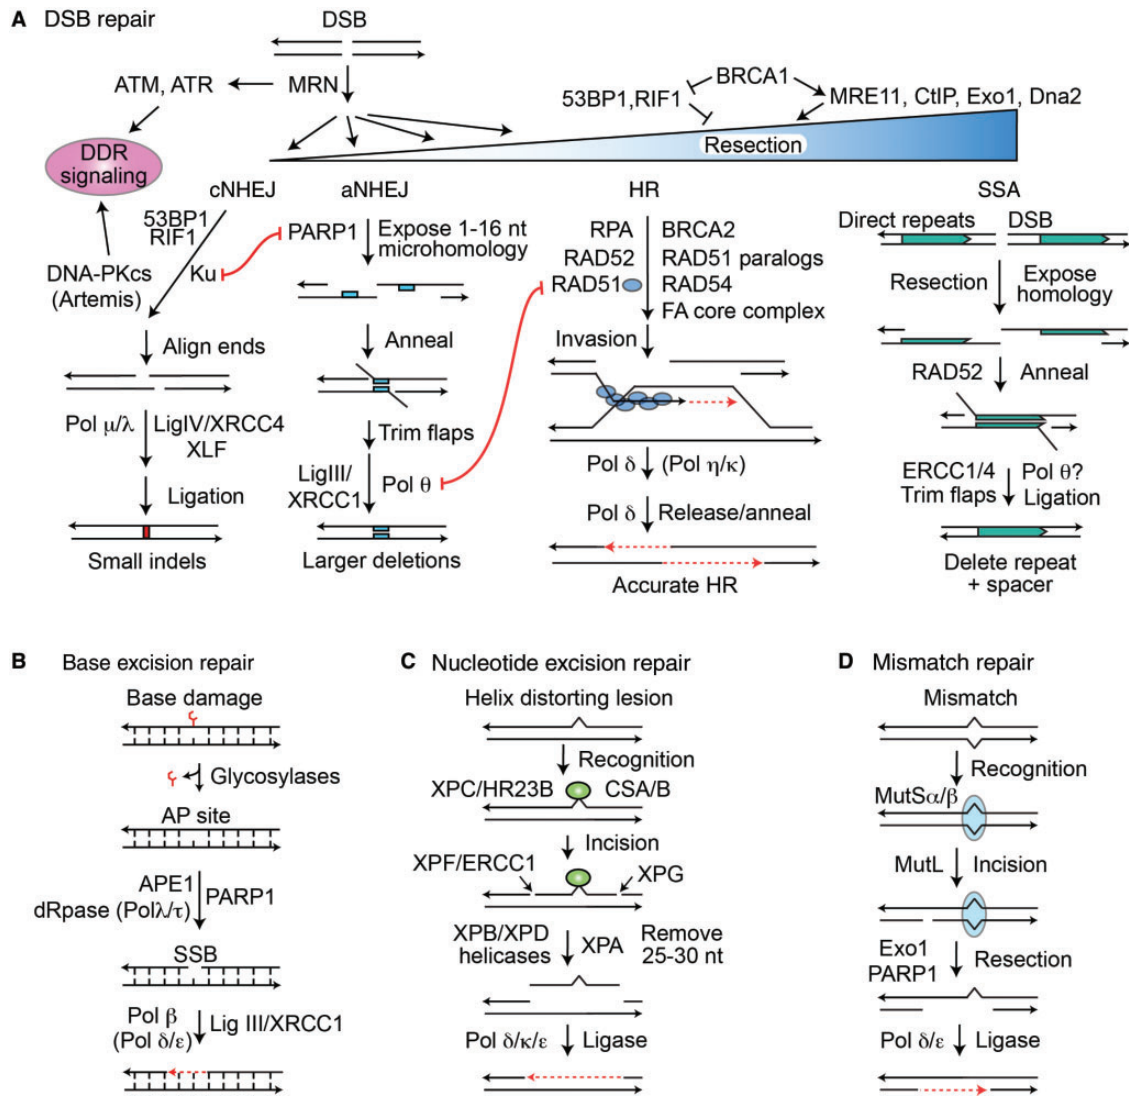 A DSB repair
DSB
ATM, ATR
MRN
BRCA1
53BP1,RIF1
MRE11, CtIP, Exo1, Dna2
Resection
DDR
signaling
cNHEJ
aNHEJ
HR
SSA
53BP1
RIF1
DNA-PKcs
(Artemis)
Ku
Align ends
Pol μ/λ
LigIV/XRCC4
XLF
Ligation
Small indels
PARP1
Expose 1-16 nt
microhomology
Anneal
Trim flaps
LigIII/
XRCC1
Pol θ
Larger deletions
RPA
RAD52
RAD51
BRCA2
RAD51 paralogs
RAD54
FA core complex
Invasion
Pol δ
(Pol η/κ)
Pol δ
Release/anneal
Accurate HR
Direct repeats
DSB
Resection
Expose
homology
RAD52
Anneal
ERCC1/4
Trim flaps
Pol θ?
Ligation
Delete repeat
+ spacer
B Base excision repair
Base damage
Glycosylases
AP site
APE1
dRpase (Polλ/τ)
PARP1
SSB
Pol β
(Pol δ/ε)
Lig III/XRCC1
C Nucleotide excision repair
Helix distorting lesion
Recognition
XPC/HR23B
CSA/B
Incision
XPF/ERCC1
XPG
XPB/XPD
helicases
XPA
Remove
25-30 nt
Pol δ/κ/ε
Ligase
D Mismatch repair
Mismatch
Recognition
MutSα/β
MutL
Incision
Exo1
PARP1
Resection
Pol δ/ε
Ligase